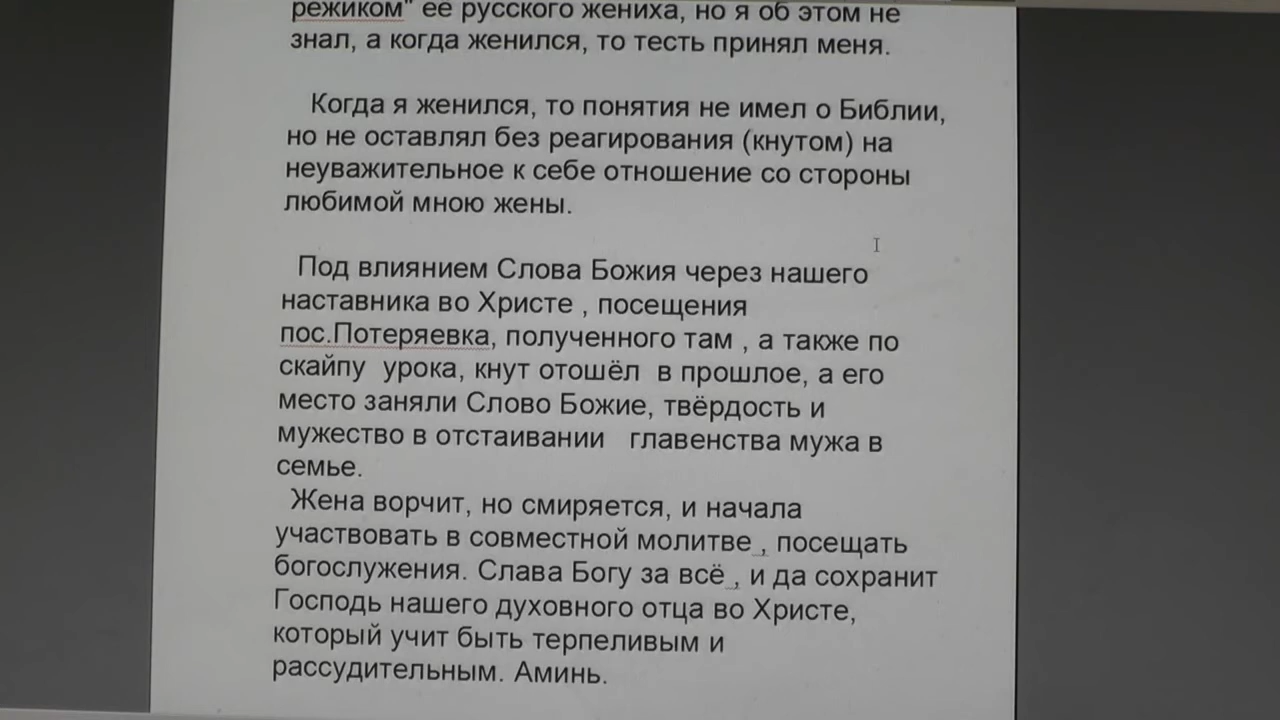 режиком" ее русского жениха, но я об этом не
знал, а когда женился, то тесть принял меня.
Когда я женился, то понятия не имел о Библии,
но не оставлял без реагирования (кнутом) на
неуважительное к себе отношение со стороны
любимой мною жены.
Под влиянием Слова Божия через нашего
наставника во Христе , посещения
пос.Потеряевка, полученного там , а также по
скайпу урока, кнут отошёл в прошлое, а его
место заняли Слово Божие, твёрдость и
мужество в отстаивании главенства мужа в
семье.
Жена ворчит, но смиряется, и начала
участвовать в совместной молитве , посещать
богослужения. Слава Богу за всё , и да сохранит
Господь нашего духовного отца во Христе,
который учит быть терпеливым и
рассудительным. Аминь.